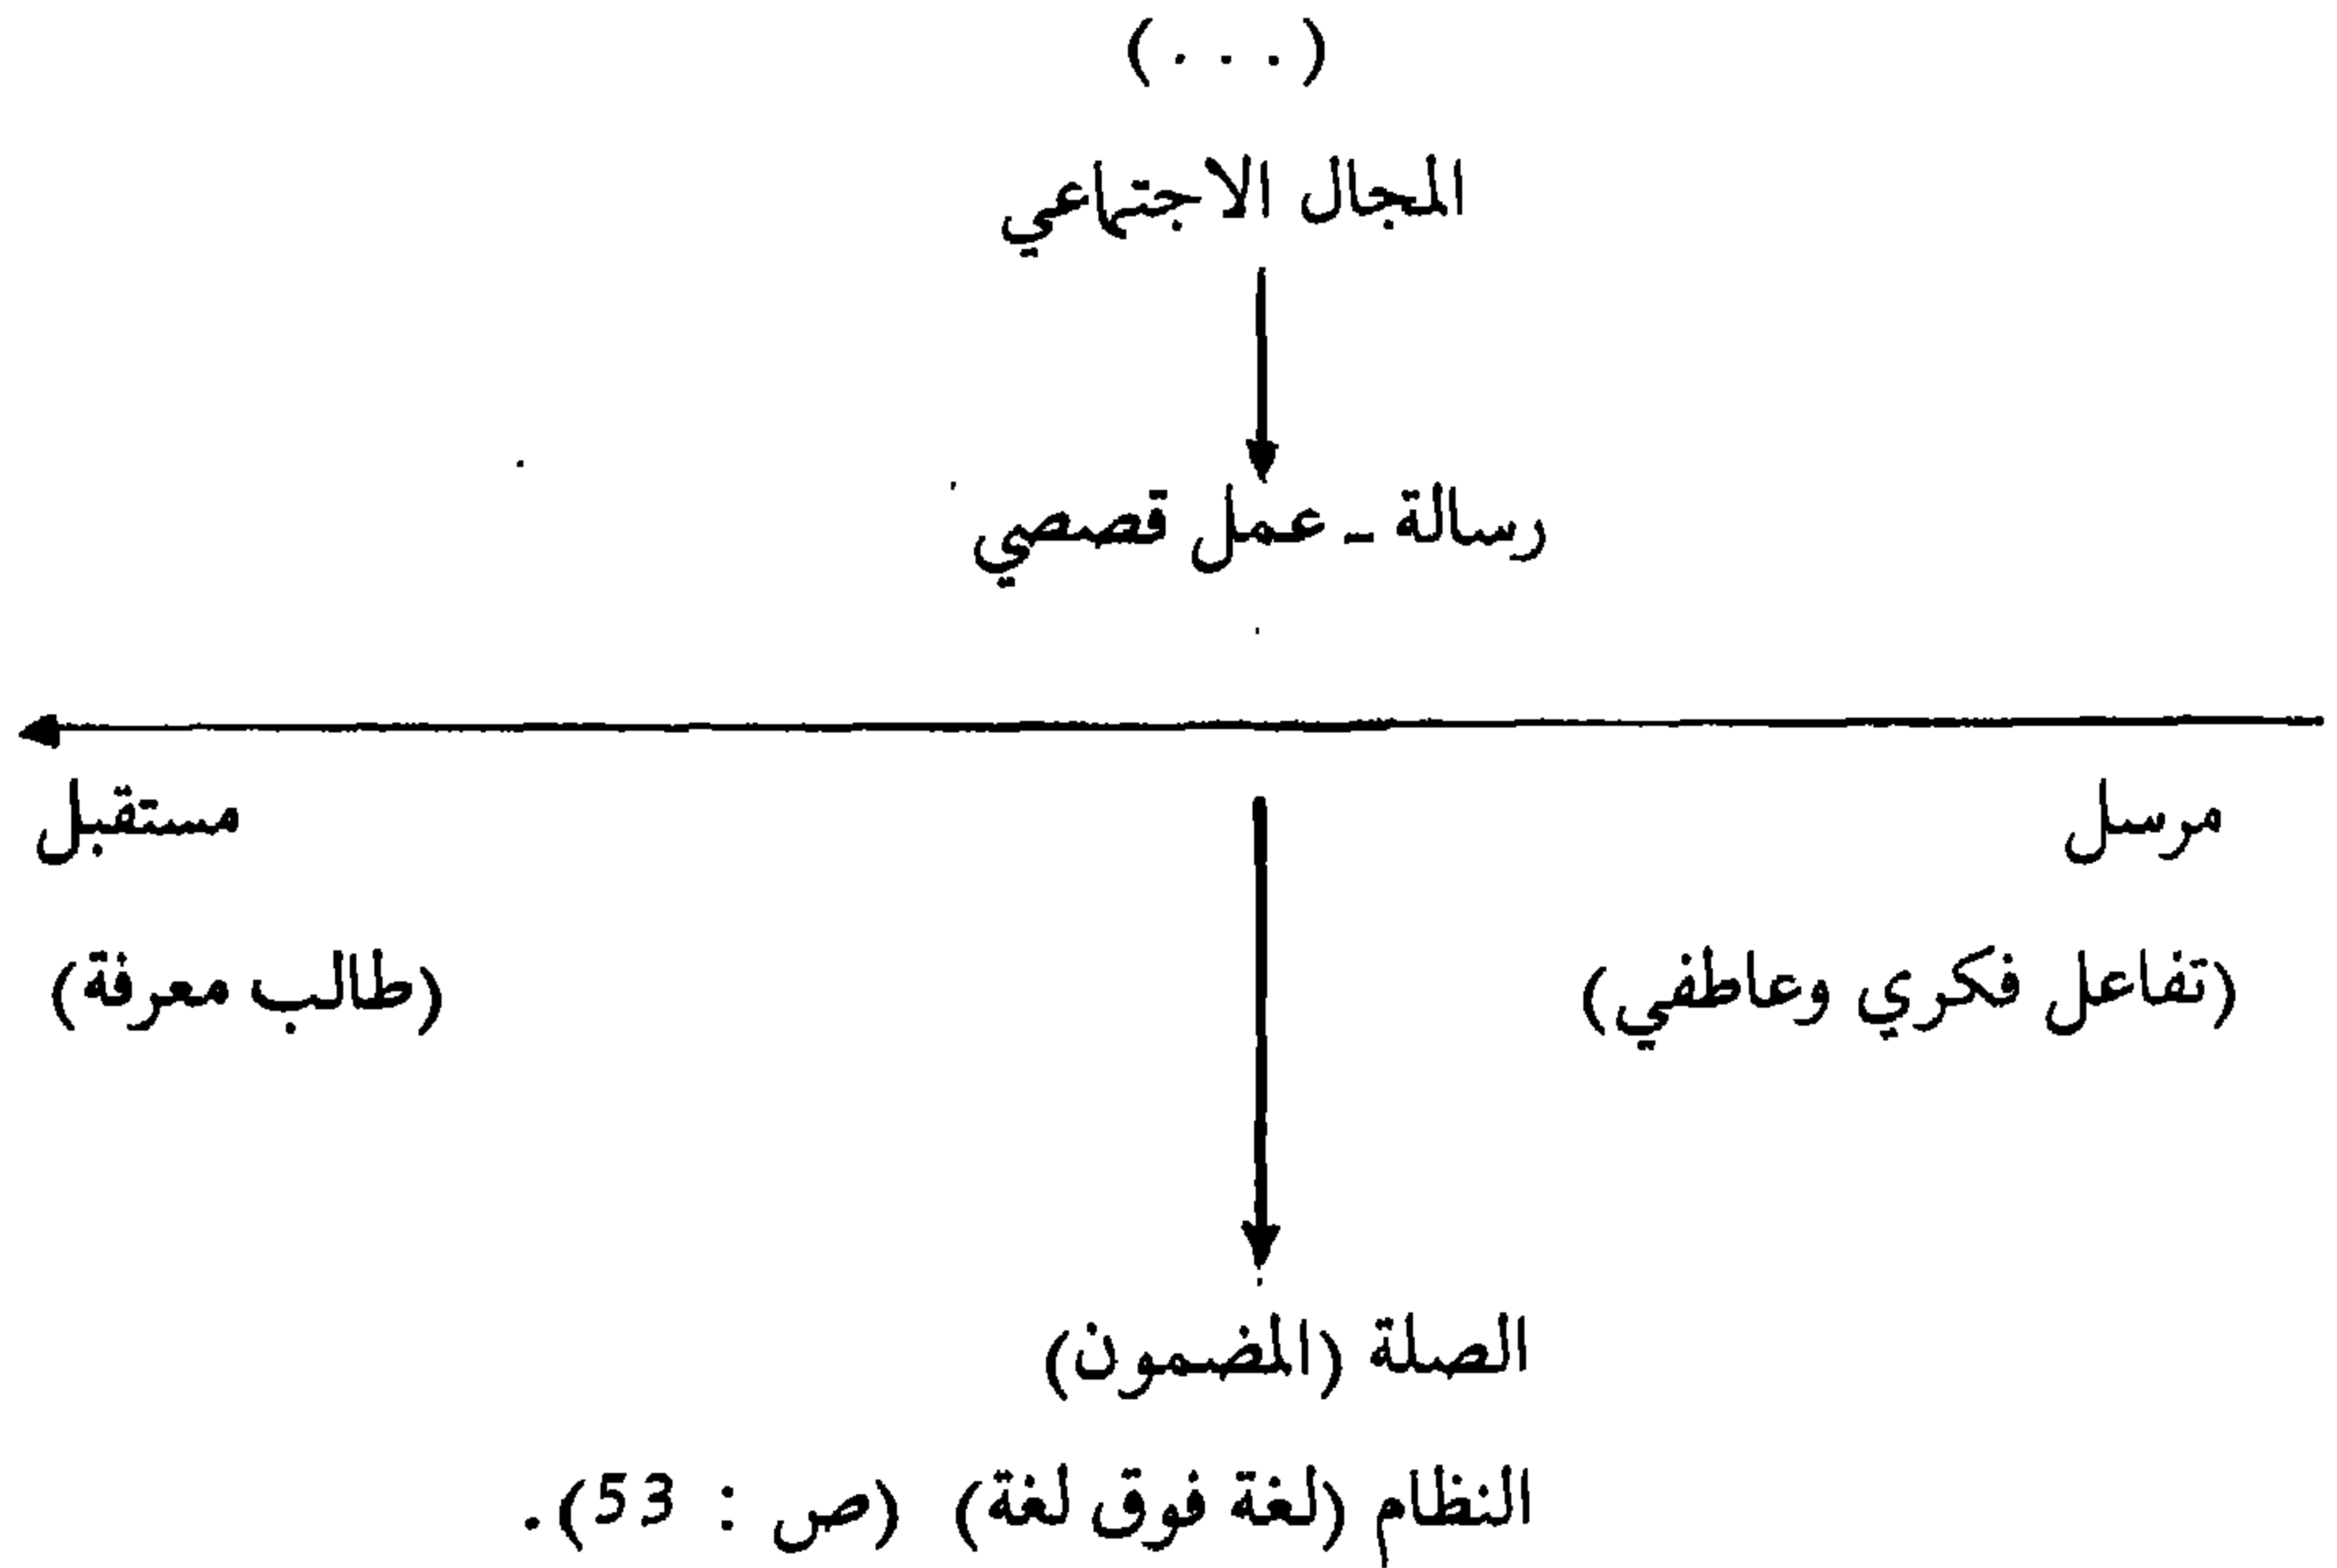 (...)
المجال الاجتماعي
رسالة - عمل قصصي
مرسل مستقبل
(تفاعل فكري وعاطفي) (طالب معرفة)
الصلة (المضمون)
النظام (لغة فوق لغة) (ص : 53).